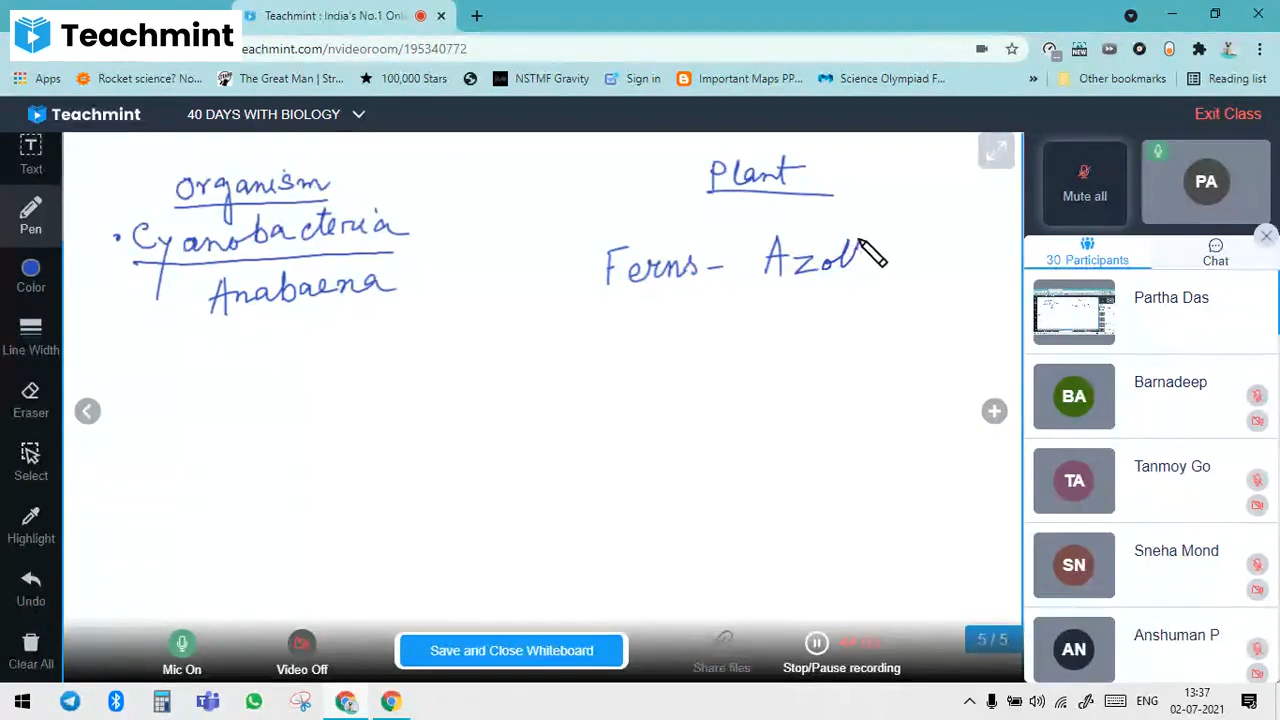 Teachmint : India's No.1 Onli
Teachmint
eachmint.com/nvideoroom/195340772
Apps
Rocket science? No...
The Great Man | Str...
100,000 Stars
NSTMF Gravity
Sign in
Important Maps PP...
Science Olympiad F...
»
Other bookmarks
Reading list
Teachmint
40 DAYS WITH BIOLOGY
Exit Class
Text
Pen
Color
Line Width
Eraser
Select
Highlight
Undo
Clear All
Organism
Plant
Cyanobacteria
Anabaena
Ferns - Azoll
Mute all
PA
30 Participants
Chat
Partha Das
BA
Barnadeep
TA
Tanmoy Go
SN
Sneha Mond
AN
Anshuman P
Mic On
Video Off
Save and Close Whiteboard
Share files
Stop/Pause recording
5 / 5
ENG
13:37
02-07-2021